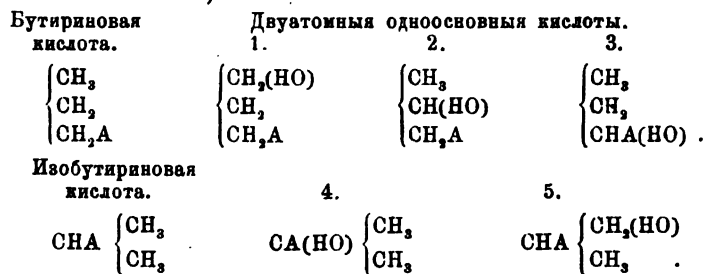 Бутириновая Двуатомныя одноосновныя кислоты.
кислота. 1. 2. 3.
CH₃ CH₂(HO) CH₃ CH₃
CH₂ CH₂ CH(HO) CH₂
CH₂A CH₂A CH₂A CHA(HO) .
Изобутириновая
кислота. 4. 5.
CHA { CH₃ CA(HO) { CH₃ CHA { CH₂(HO)
CH₃ CH₃ CH₃ .